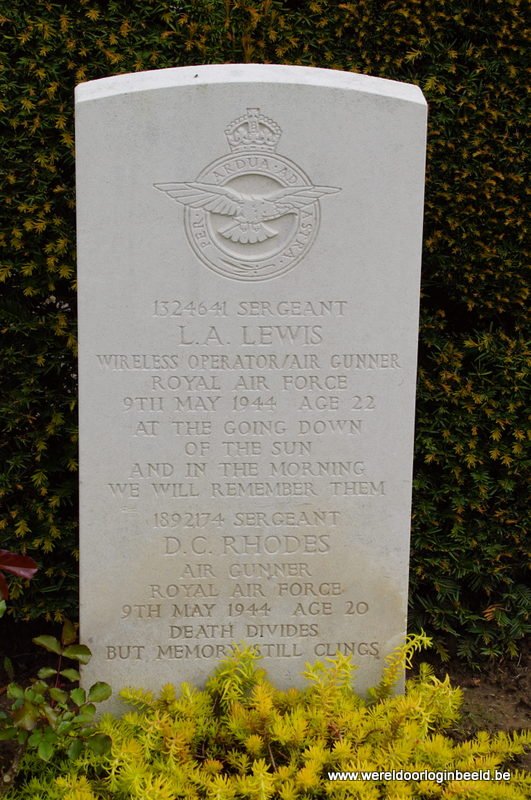 PER · ARDUA · AD ASTRA
1324641 SERGEANT
L.A. LEWIS
WIRELESS OPERATOR/AIR GUNNER
ROYAL AIR FORCE
9TH MAY 1944 AGE 22
AT THE GOING DOWN
OF THE SUN
AND IN THE MORNING
WE WILL REMEMBER THEM
1892174 SERGEANT
D.C. RHODES
AIR GUNNER
ROYAL AIR FORCE
9TH MAY 1944 AGE 20
DEATH DIVIDES
BUT MEMORY STILL CLINGS
www.wereldoorloginbeeld.be